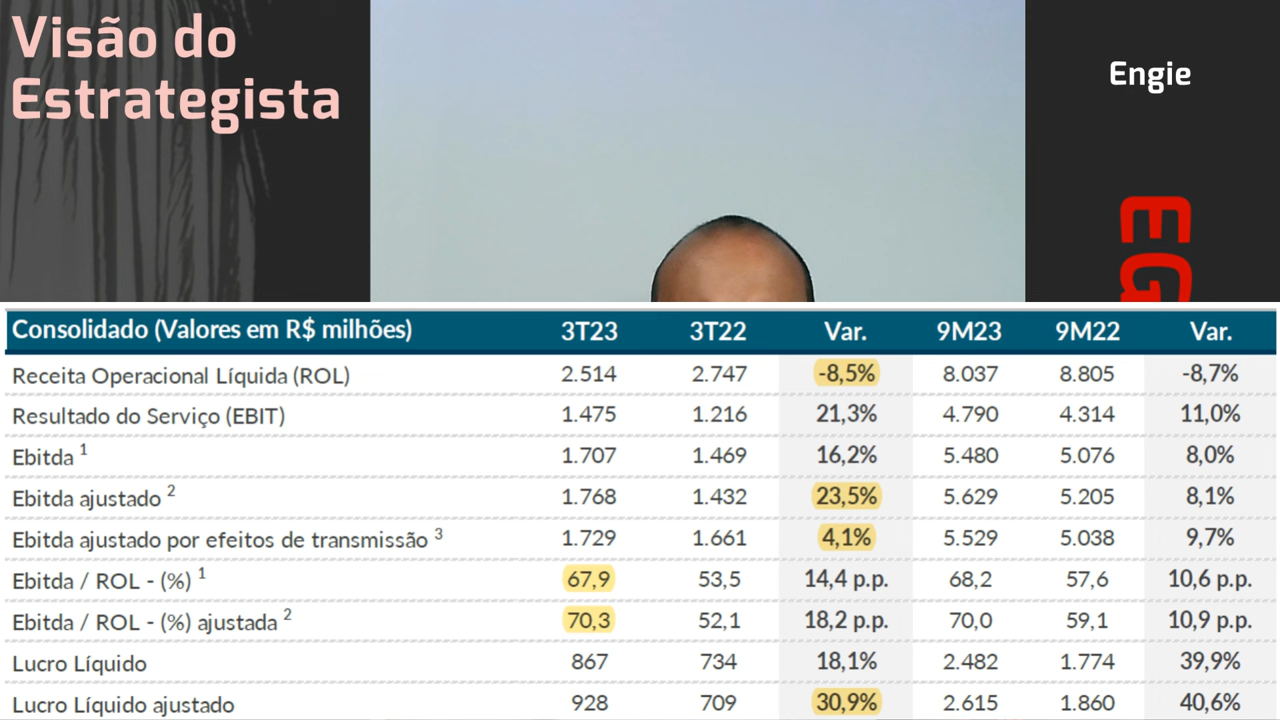 Visão do
Estrategista
Engie
EG
Consolidado (Valores em R$ milhões) 3T23 3T22 Var. 9M23 9M22 Var.
Receita Operacional Líquida (ROL) 2.514 2.747 -8,5% 8.037 8.805 -8,7%
Resultado do Serviço (EBIT) 1.475 1.216 21,3% 4.790 4.314 11,0%
Ebitda 1 1.707 1.469 16,2% 5.480 5.076 8,0%
Ebitda ajustado 2 1.768 1.432 23,5% 5.629 5.205 8,1%
Ebitda ajustado por efeitos de transmissão 3 1.729 1.661 4,1% 5.529 5.038 9,7%
Ebitda / ROL - (%) 1 67,9 53,5 14,4 p.p. 68,2 57,6 10,6 p.p.
Ebitda / ROL - (%) ajustada 2 70,3 52,1 18,2 p.p. 70,0 59,1 10,9 p.p.
Lucro Líquido 867 734 18,1% 2.482 1.774 39,9%
Lucro Líquido ajustado 928 709 30,9% 2.615 1.860 40,6%